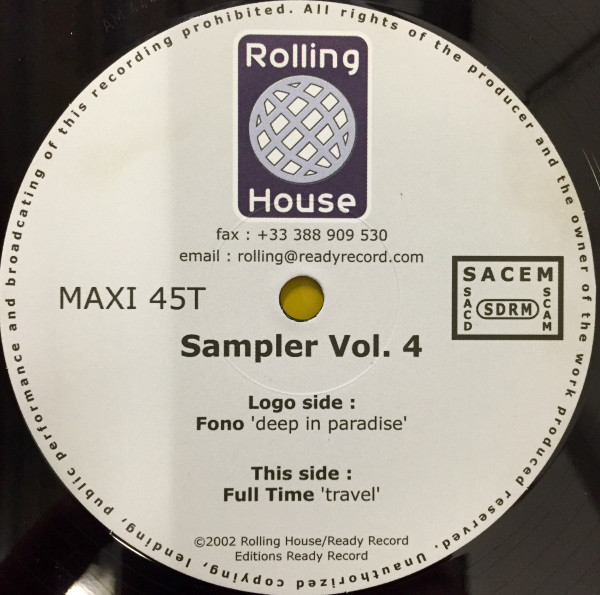 Rolling
House
fax : +33 388 909 530
email : rolling@readyrecord.com
MAXI 45T
SACEM
SACD
SDRM
SCAM
Sampler Vol. 4
Logo side :
Fono 'deep in paradise'
This side :
Full Time 'travel'
©2002 Rolling House/Ready Record
Editions Ready Record
All rights of the producer and the owner of the work produced reserved. Unauthorized copying, lending, public performance and broadcating of this recording prohibited.